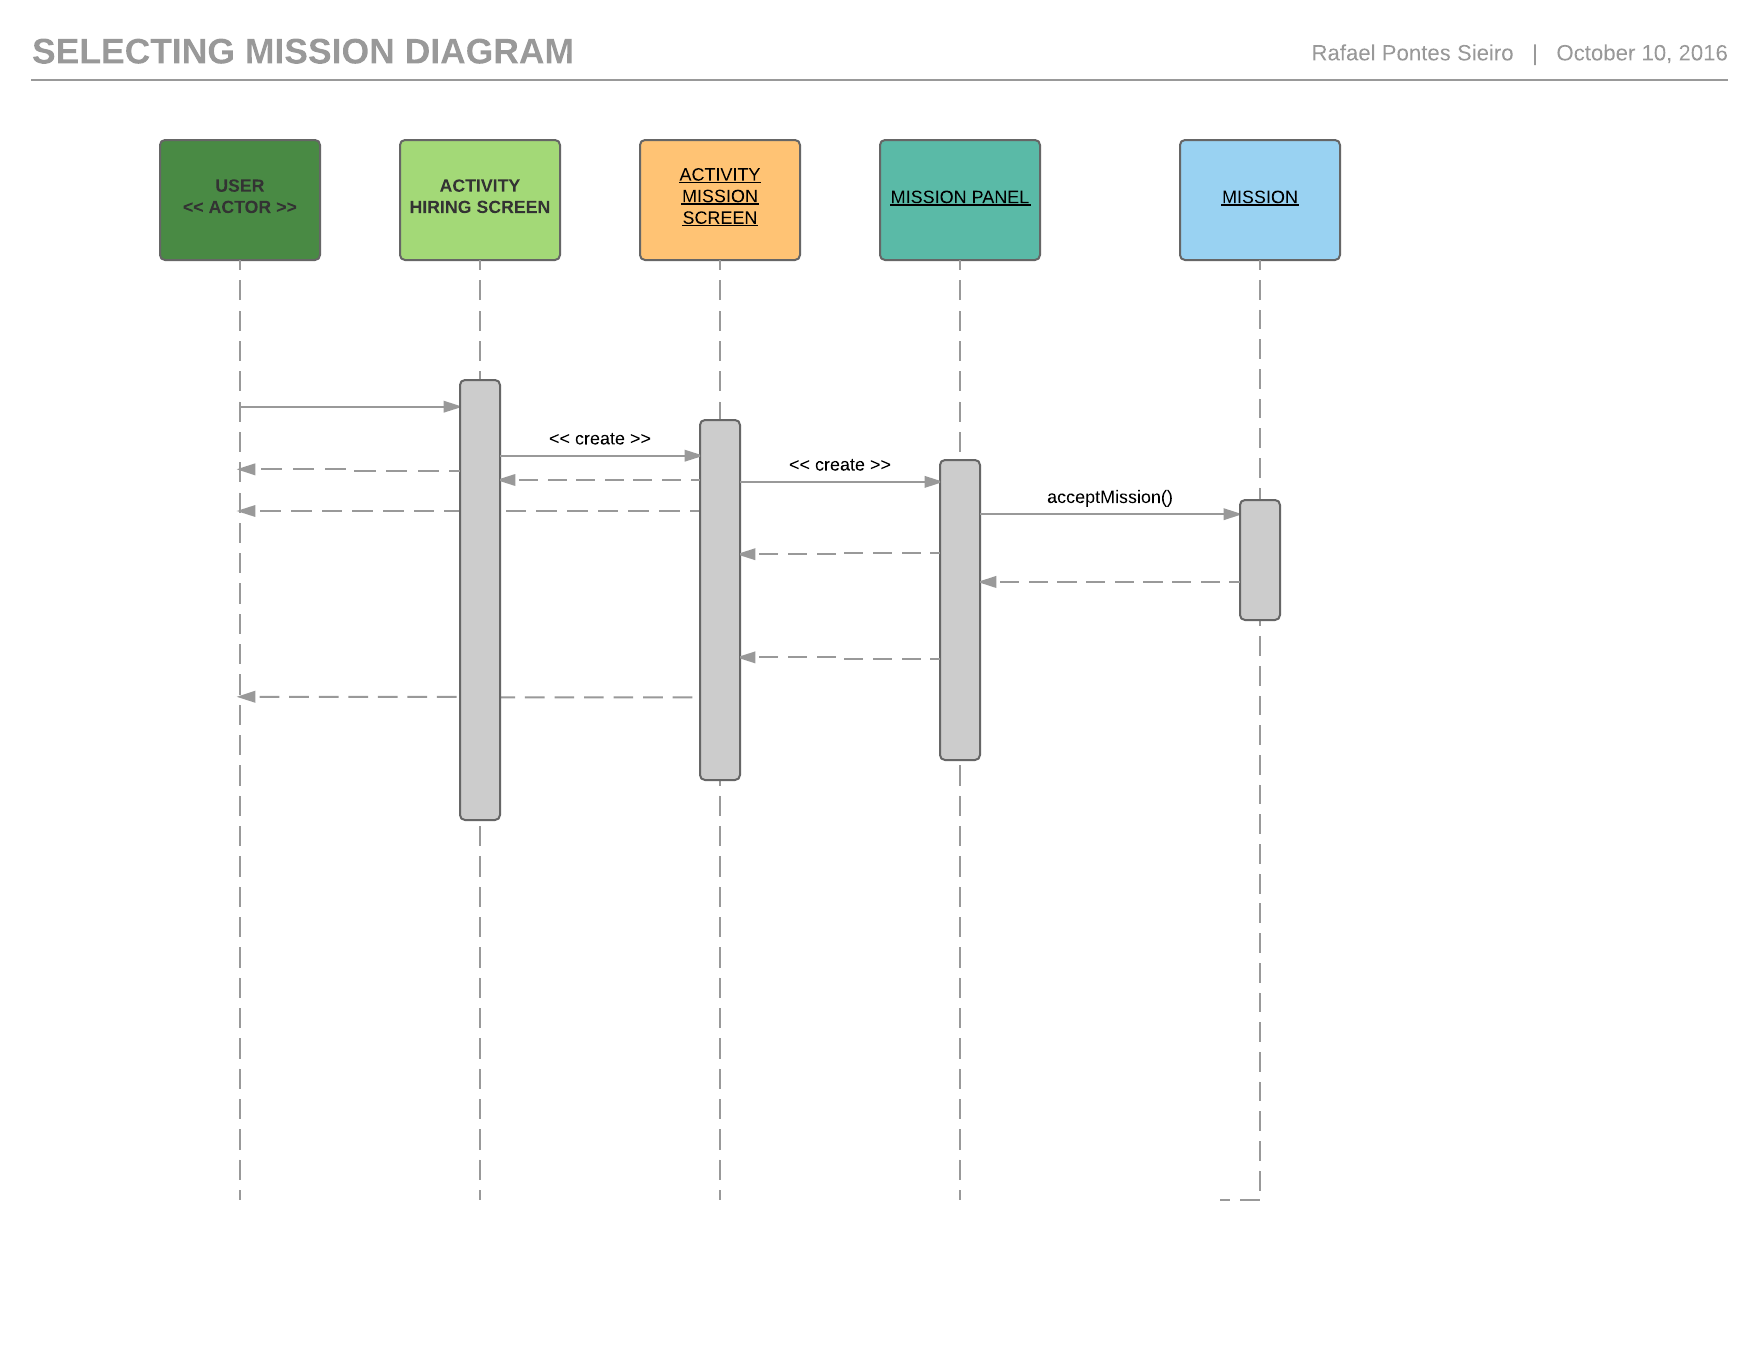 SELECTING MISSION DIAGRAM
Rafael Pontes Sieiro | October 10, 2016
USER
<< ACTOR >>
ACTIVITY
HIRING SCREEN
ACTIVITY
MISSION
SCREEN
MISSION PANEL
MISSION
<< create >>
<< create >>
acceptMission()